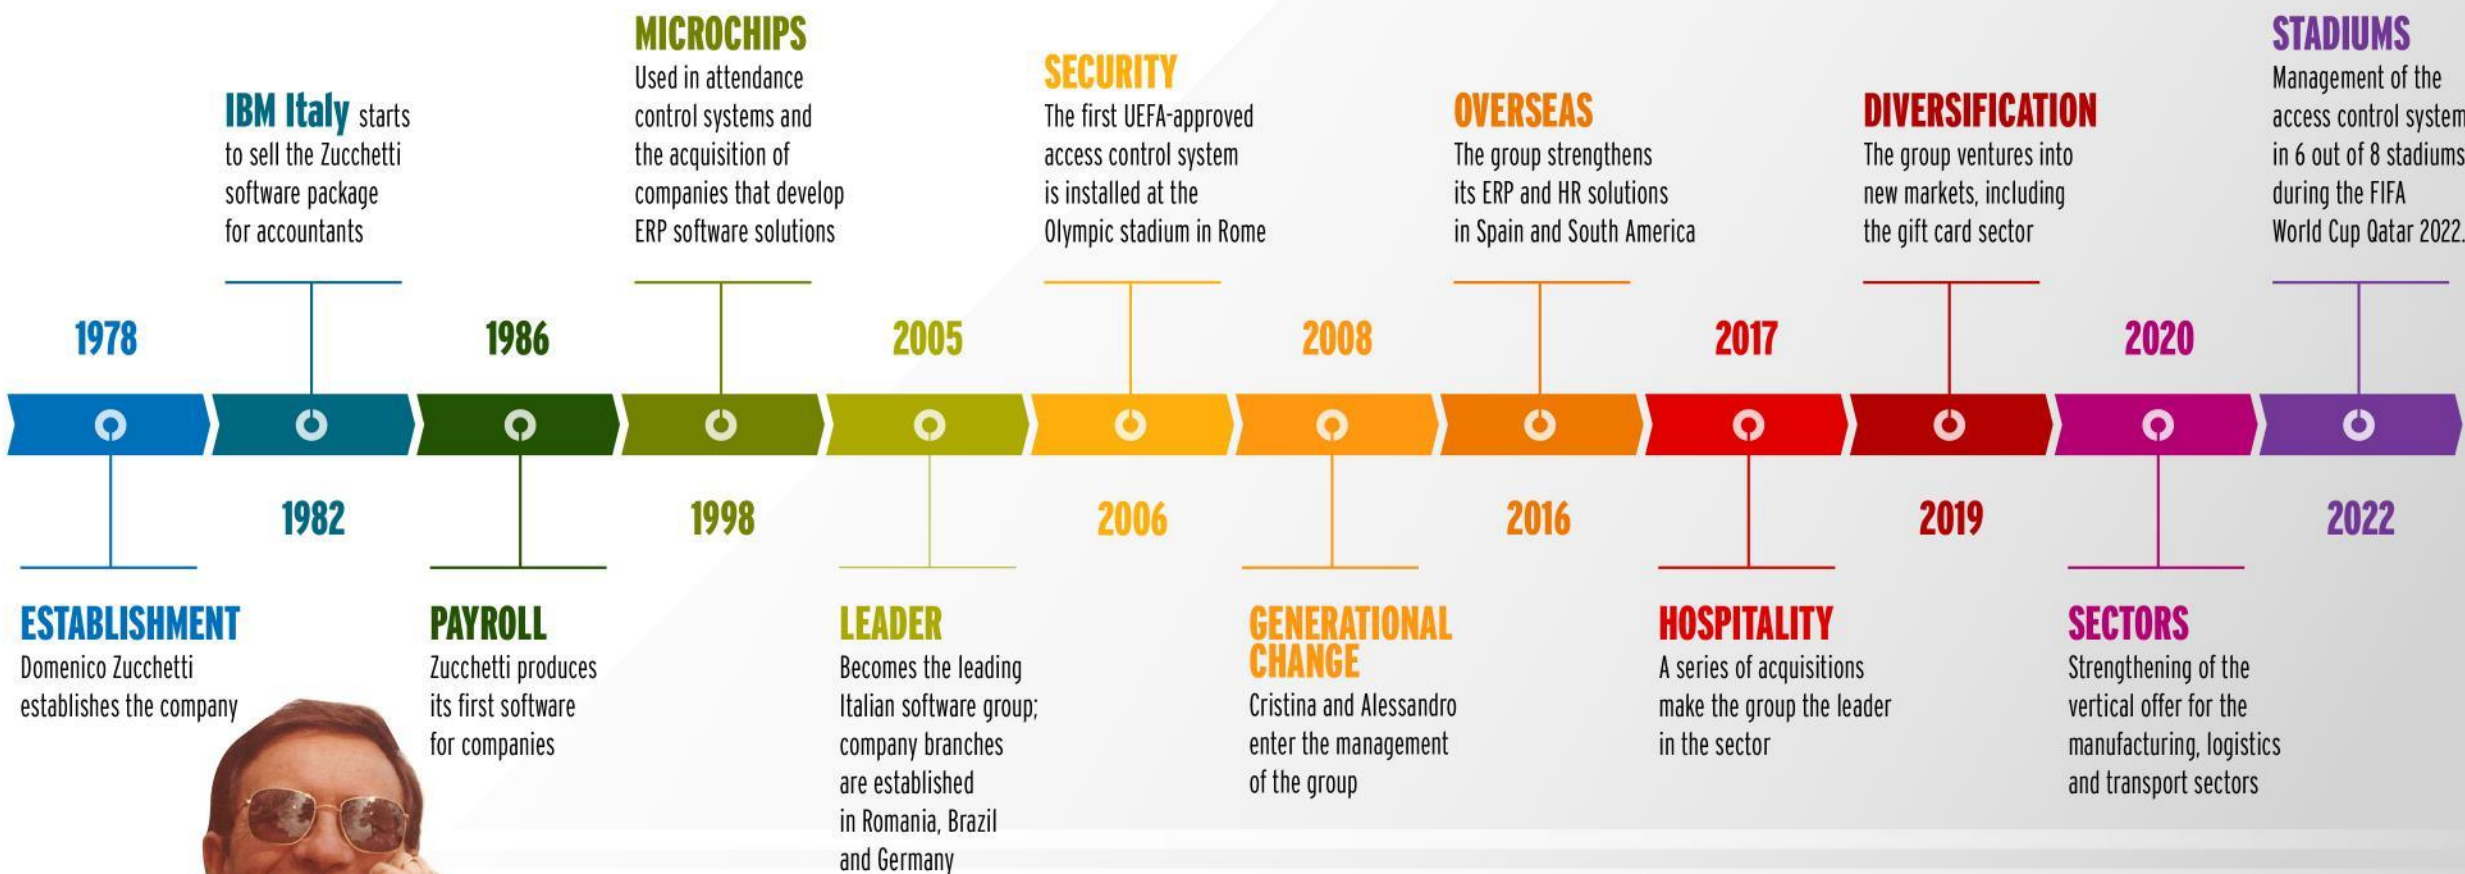 1978
ESTABLISHMENT
Domenico Zucchetti
establishes the company
IBM Italy starts
to sell the Zucchetti
software package
for accountants
1982
1986
PAYROLL
Zucchetti produces
its first software
for companies
MICROCHIPS
Used in attendance
control systems and
the acquisition of
companies that develop
ERP software solutions
1998
2005
LEADER
Becomes the leading
Italian software group;
company branches
are established
in Romania, Brazil
and Germany
SECURITY
The first UEFA-approved
access control system
is installed at the
Olympic stadium in Rome
2006
2008
GENERATIONAL
CHANGE
Cristina and Alessandro
enter the management
of the group
OVERSEAS
The group strengthens
its ERP and HR solutions
in Spain and South America
2016
2017
HOSPITALITY
A series of acquisitions
make the group the leader
in the sector
DIVERSIFICATION
The group ventures into
new markets, including
the gift card sector
2019
2020
SECTORS
Strengthening of the
vertical offer for the
manufacturing, logistics
and transport sectors
STADIUMS
Management of the
access control system
in 6 out of 8 stadiums
during the FIFA
World Cup Qatar 2022.
2022